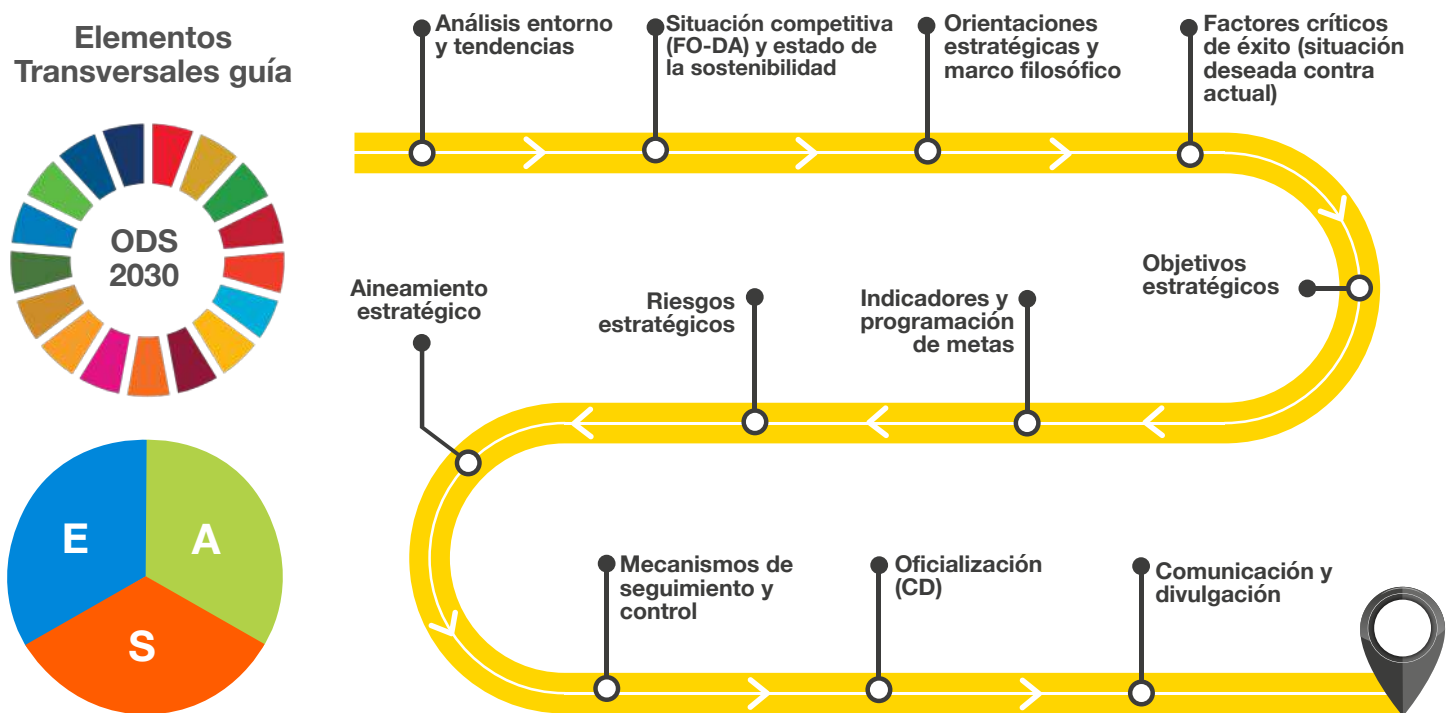 Elementos
Transversales guía
ODS
2030
E
A
S
Análisis entorno
y tendencias
Situación competitiva
(FO-DA) y estado de
la sostenibilidad
Orientaciones
estratégicas y
marco filosófico
Factores críticos
de éxito (situación
deseada contra
actual)
Objetivos
estratégicos
Indicadores y
programación
de metas
Riesgos
estratégicos
Aineamiento
estratégico
Mecanismos de
seguimiento y
control
Oficialización
(CD)
Comunicación y
divulgación